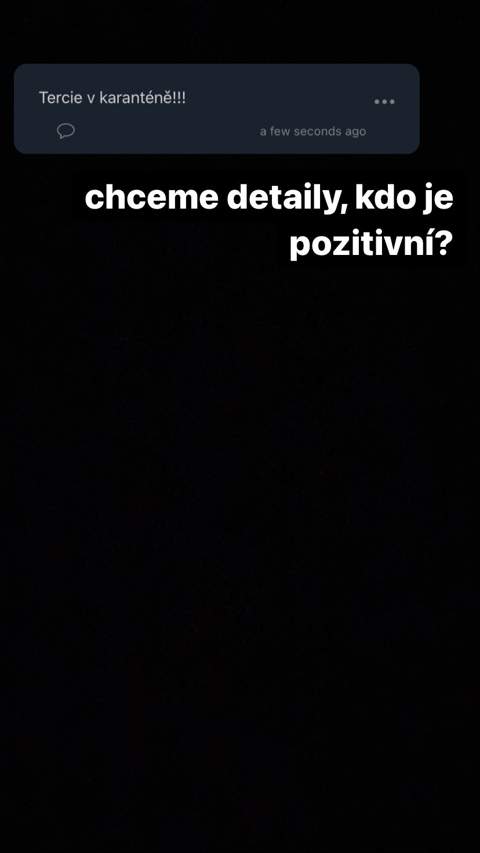 Tercie v karanténě!!!
a few seconds ago
chceme detaily, kdo je
pozitivní?